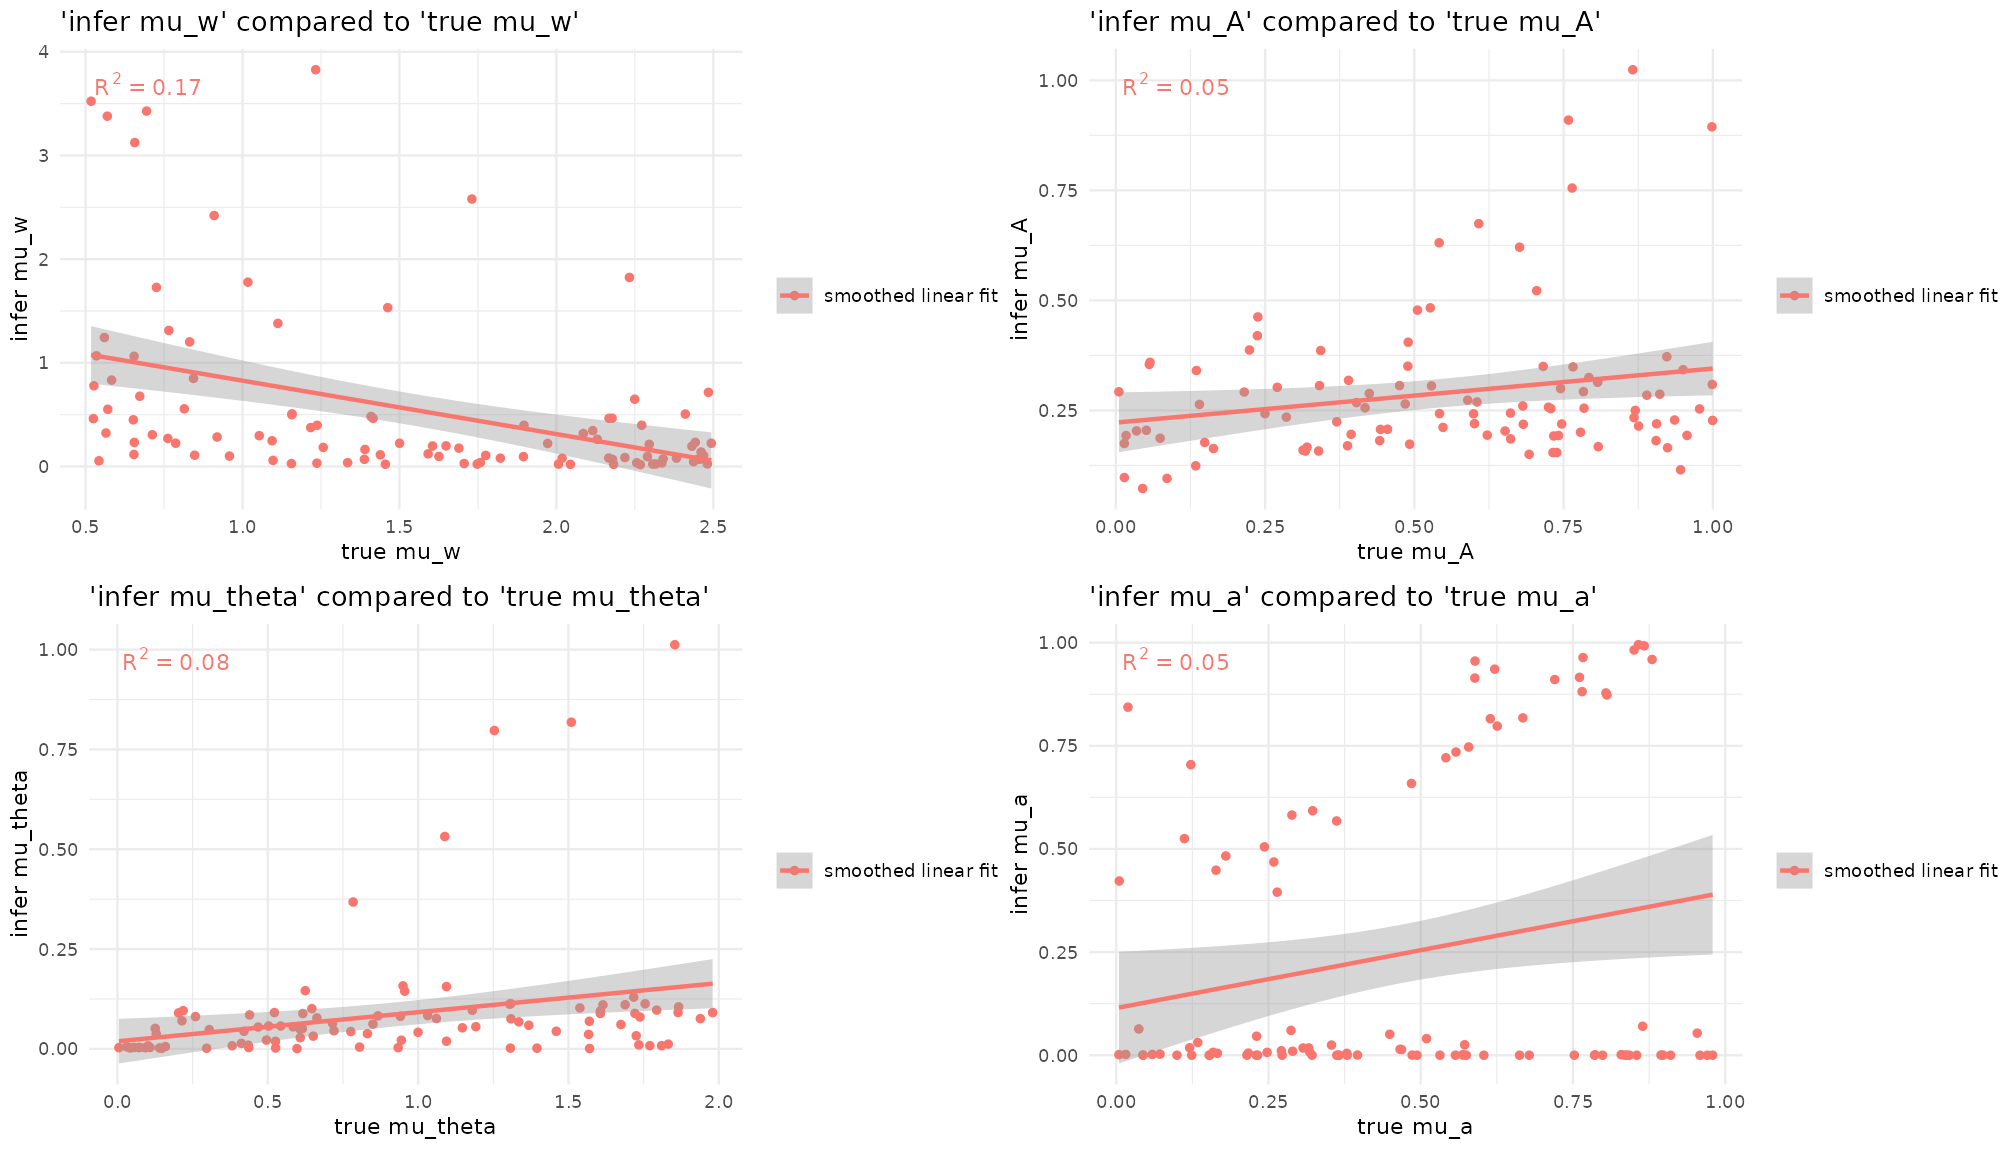 'infer mu_w' compared to 'true mu_w'
R² = 0.17
4
3
2
1
0
infer mu_w
0.5 1.0 1.5 2.0 2.5
true mu_w
smoothed linear fit
'infer mu_A' compared to 'true mu_A'
R² = 0.05
1.00
0.75
0.50
0.25
infer mu_A
0.00 0.25 0.50 0.75 1.00
true mu_A
smoothed linear fit
'infer mu_theta' compared to 'true mu_theta'
R² = 0.08
1.00
0.75
0.50
0.25
0.00
infer mu_theta
0.0 0.5 1.0 1.5 2.0
true mu_theta
smoothed linear fit
'infer mu_a' compared to 'true mu_a'
R² = 0.05
1.00
0.75
0.50
0.25
0.00
infer mu_a
0.00 0.25 0.50 0.75 1.00
true mu_a
smoothed linear fit